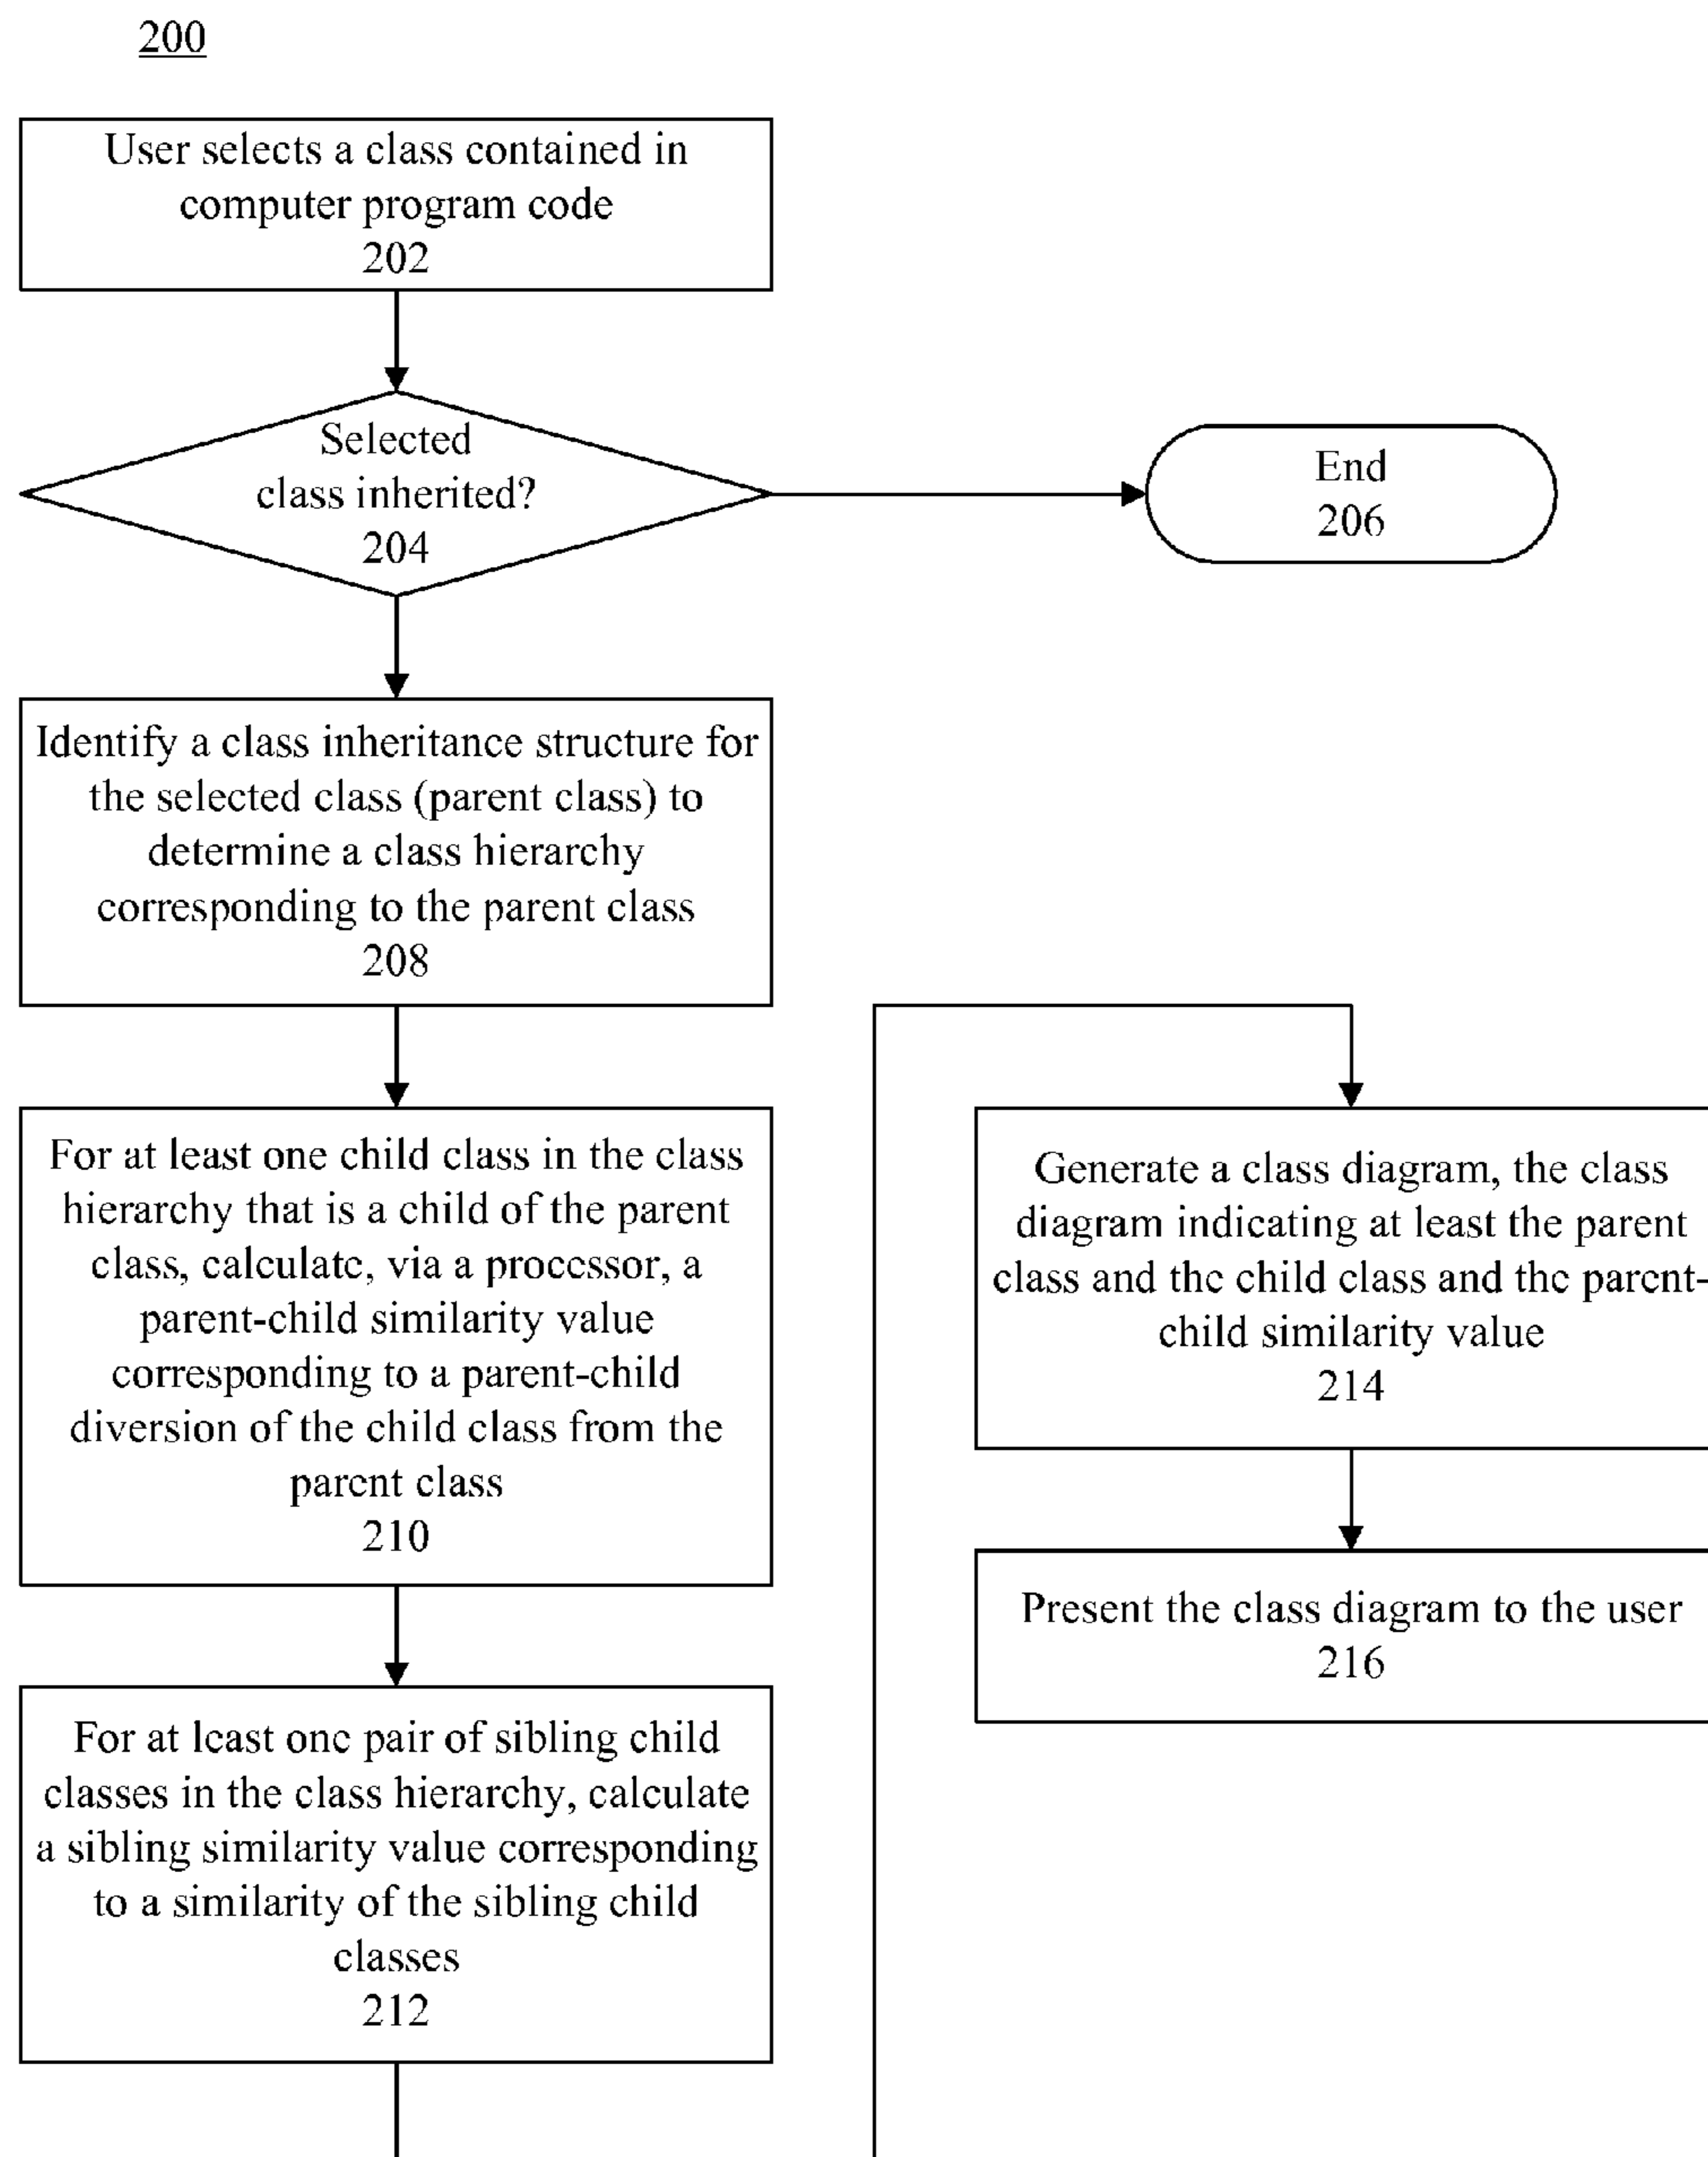 200
User selects a class contained in
computer program code
202
Selected
class inherited?
204
End
206
Identify a class inheritance structure for
the selected class (parent class) to
determine a class hierarchy
corresponding to the parent class
208
For at least one child class in the class
hierarchy that is a child of the parent
class, calculate, via a processor, a
parent-child similarity value
corresponding to a parent-child
diversion of the child class from the
parent class
210
For at least one pair of sibling child
classes in the class hierarchy, calculate
a sibling similarity value corresponding
to a similarity of the sibling child
classes
212
Generate a class diagram, the class
diagram indicating at least the parent
class and the child class and the parent-
child similarity value
214
Present the class diagram to the user
216